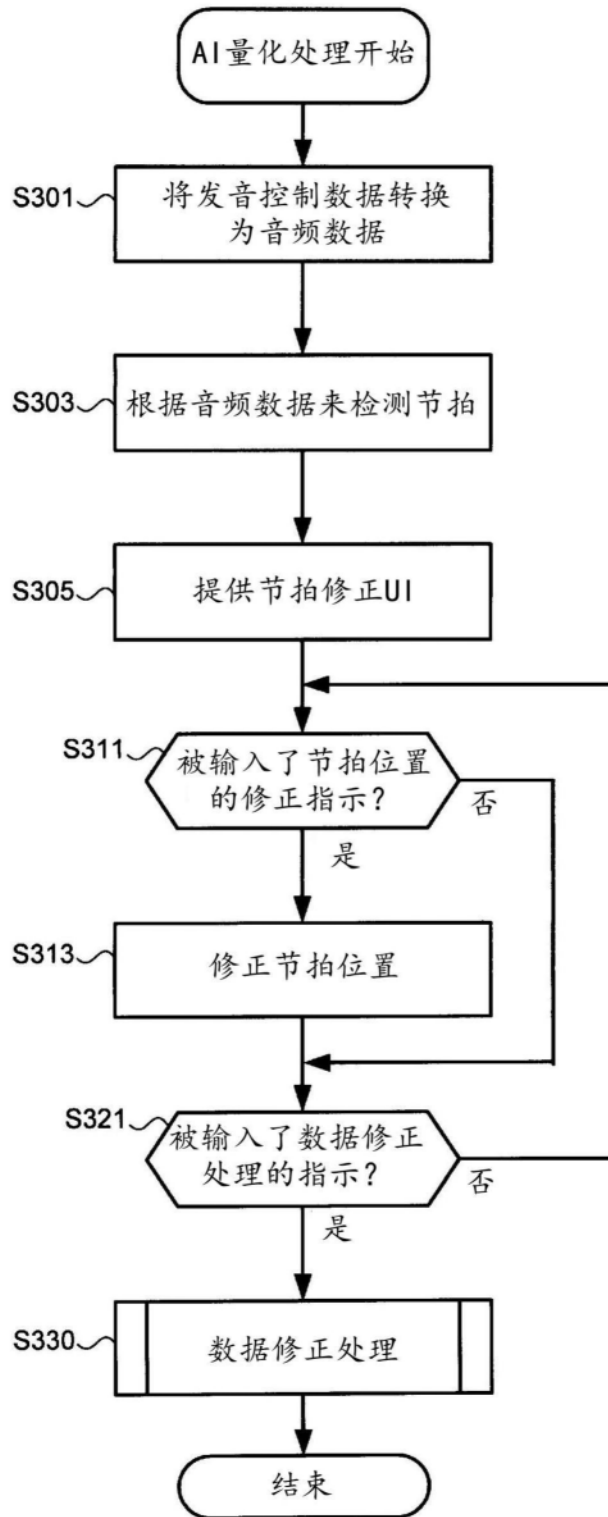 AI量化处理开始
S301
将发音控制数据转换
为音频数据
S303
根据音频数据来检测节拍
S305
提供节拍修正UI
S311
被输入了节拍位置
的修正指示?
否
是
S313
修正节拍位置
S321
被输入了数据修正
处理的指示?
否
是
S330
数据修正处理
结束